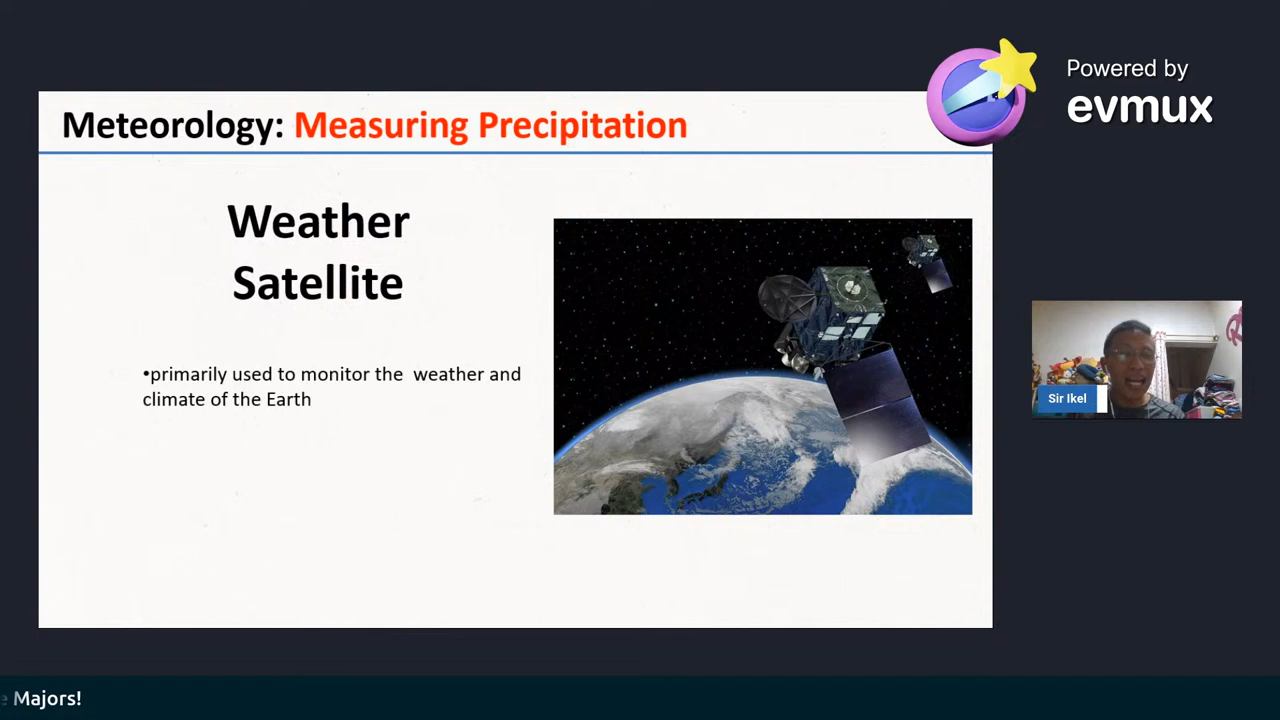 Powered by
evmux
Meteorology: Measuring Precipitation
Weather
Satellite
•primarily used to monitor the weather and
climate of the Earth
Sir Ikel
e Majors!